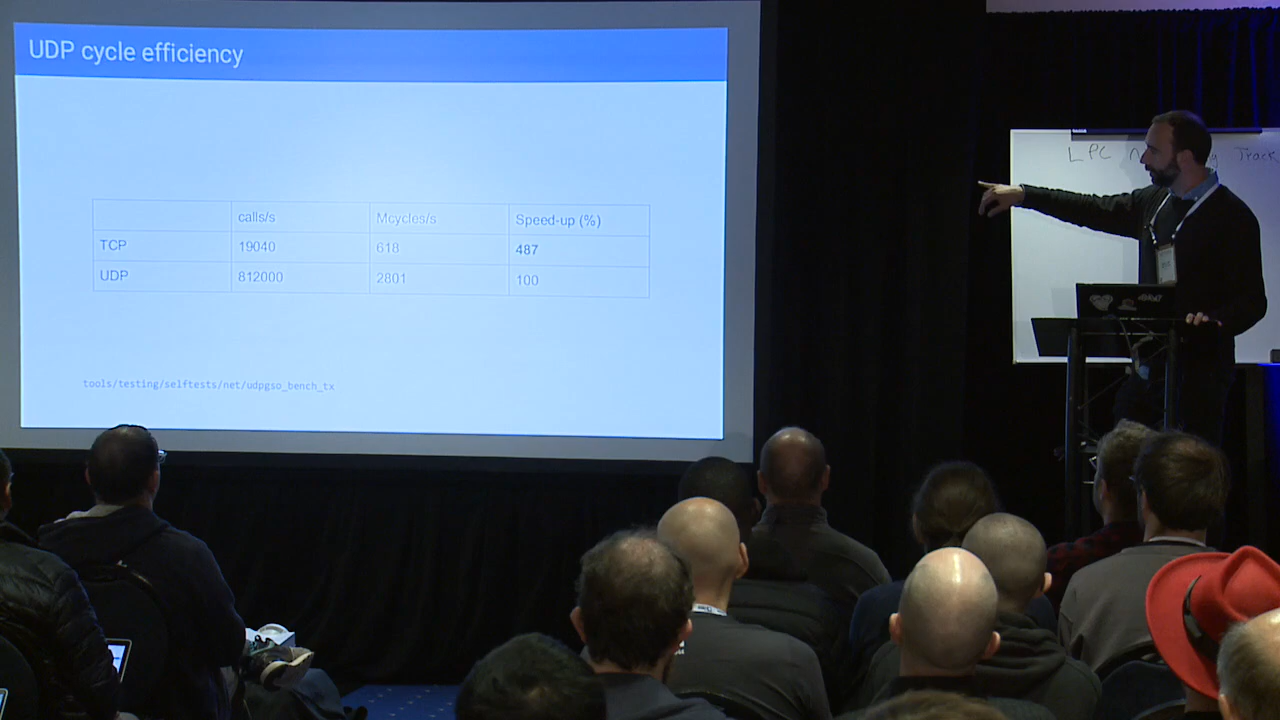 UDP cycle efficiency
calls/s Mcycles/s Speed-up (%)
TCP 19040 618 487
UDP 812000 2801 100
tools/testing/selftests/net/udpgso_bench_tx
LPC Track